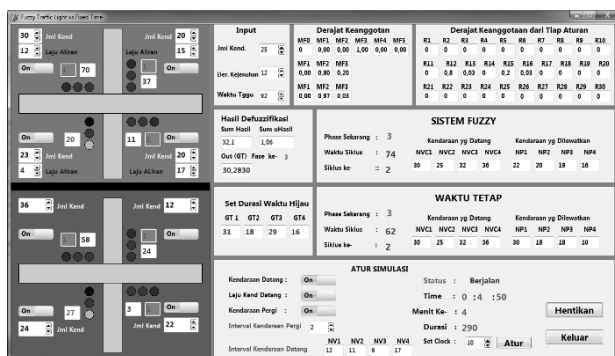 Fuzzy Traffic Light vs Fixed Time
30 Jml Kend 20
12 Laju Aliran 15
On 70 On
37
On 20 11 On
23 Jml Kend 20
4 Laju Aliran Laju ALiran 17
36 Jml Kend 12
On 58 On
24
On 27 3 On
24 Jml Kend Jml Kend 22
Input
Jml Kend. 25
Der. Kejenuhan 12
Waktu Tggu 92
Derajat Keanggotan
MF0 MF1 MF2 MF3 MF4 MF5
0 0,00 0,00 1,00 0,00 0,00
MF1 MF2 MF3
0,00 0,80 0,20
MF1 MF2 MF3
0,00 0,97 0,03
Derajat Keanggotaan dari Tiap Aturan
R1 R2 R3 R4 R5 R6 R7 R8 R9 R10
0 0 0 0 0 0 0 0 0 0
R11 R12 R13 R14 R15 R16 R17 R18 R19 R20
0 0,8 0,03 0 0,2 0,03 0 0 0 0
R21 R22 R23 R24 R25 R26 R27 R28 R29 R30
0 0 0 0 0 0 0 0 0 0
Hasil Defuzzifikasi
Sum Hasil Sum uHasil
32,1 1,06
Out (GT) Fase ke- 3
30,2830
SISTEM FUZZY
Phase Sekarang : 3
Waktu Siklus : 74
Siklus ke = 2
Kendaraan yg Datang Kendaraan yg Dilewatkan
NVC1 NVC2 NVC3 NVC4 NP1 NP2 NP3 NP4
30 25 32 36 22 20 19 16
Set Durasi Waktu Hijau
GT 1 GT2 GT3 GT4
31 18 29 16
WAKTU TETAP
Phase Sekarang : 3
Waktu Siklus : 62
Siklus ke- : 2
Kendaraan yg Datang Kendaraan yg Dilewatkan
NVC1 NVC2 NVC3 NVC4 NP1 NP2 NP3 NP4
30 25 32 36 30 18 18 10
ATUR SIMULASI
Kendaraan Datang : On
Laju Kend Datang : On
Kendaraan Pergi : On
Interval Kendaraan Pergi 2
NV1 NV2 NV3 NV4
Interval Kendaraan Datang 12 11 9 17
Status : Berjalan
Time : 0 :4 :50
Menit Ke- : 4
Durasi : 290
Set Clock : 10 Atur
Hentikan
Keluar